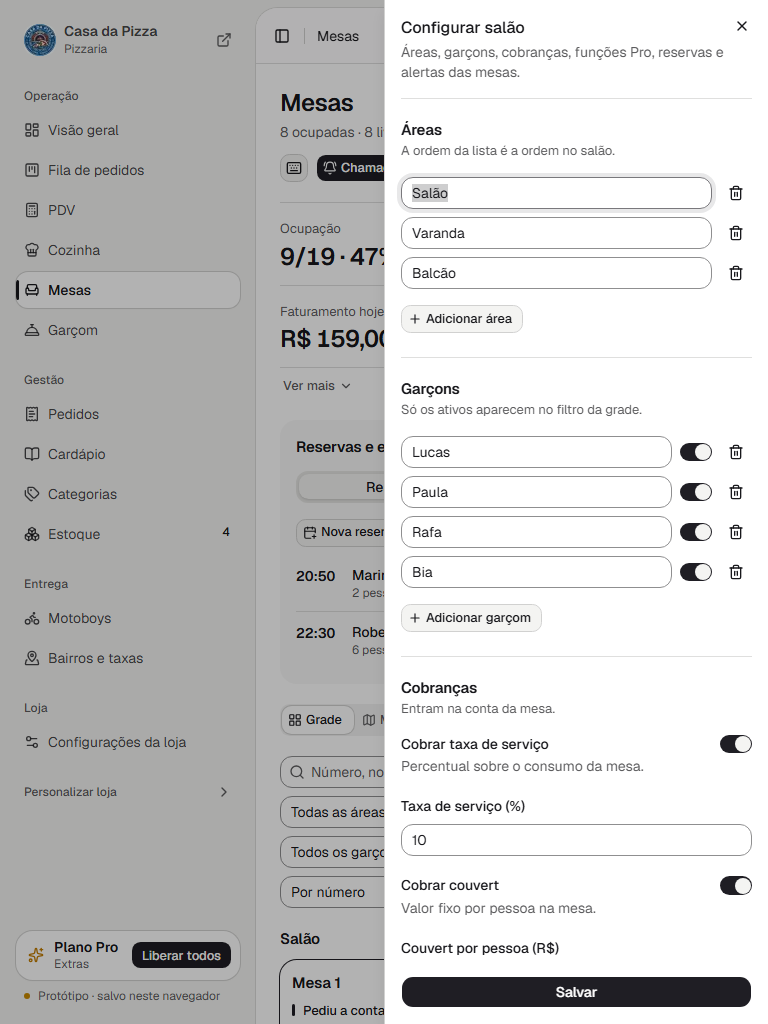 Casa da Pizza
Pizzaria
Operação
Visão geral
Fila de pedidos
PDV
Cozinha
Mesas
Garçom
Gestão
Pedidos
Cardápio
Categorias
Estoque 4
Entrega
Motoboys
Bairros e taxas
Loja
Configurações da loja
Personalizar loja
Plano Pro
Extras
Liberar todos
Protótipo · salvo neste navegador
Mesas
Mesas
8 ocupadas · 8 li
Chama
Ocupação
9/19 · 47%
Faturamento hoje
R$ 159,00
Ver mais
Reservas e e
Re
Nova reser
20:50 Marin
2 pess
22:30 Robe
4 pess
Grade M
Número, no
Todas as áreas
Todos os garço
Por número
Salão
Mesa 1
Pediu a conta
Configurar salão
Áreas, garçons, cobranças, funções Pro, reservas e
alertas das mesas.
Áreas
A ordem da lista é a ordem no salão.
Salão
Varanda
Balcão
Adicionar área
Garçons
Só os ativos aparecem no filtro da grade.
Lucas
Paula
Rafa
Bia
Adicionar garçom
Cobranças
Entram na conta da mesa.
Cobrar taxa de serviço
Percentual sobre o consumo da mesa.
Taxa de serviço (%)
10
Cobrar couvert
Valor fixo por pessoa na mesa.
Couvert por pessoa (R$)
Salvar